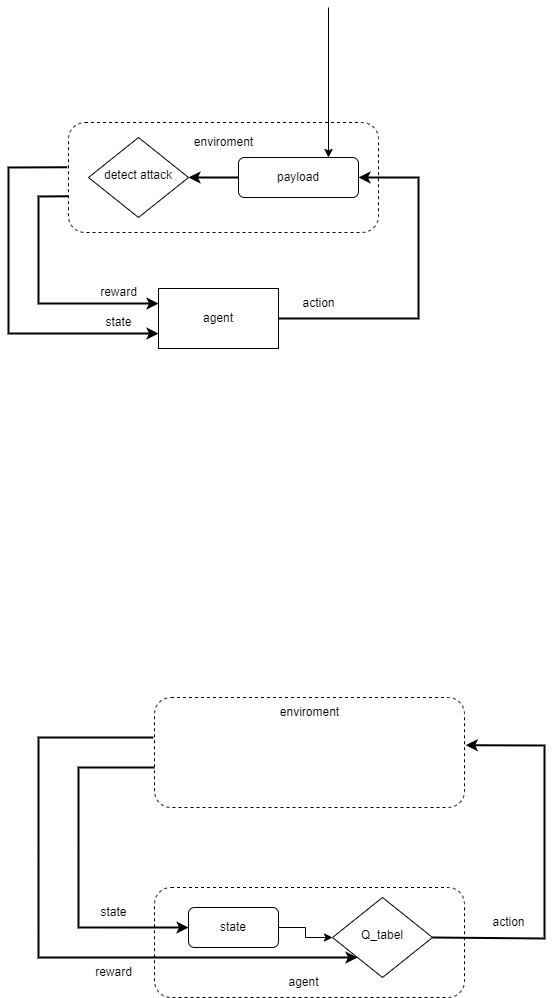 enviroment
detect attack
payload
reward
state
agent
action
enviroment
state
state
Q_tabel
action
reward
agent